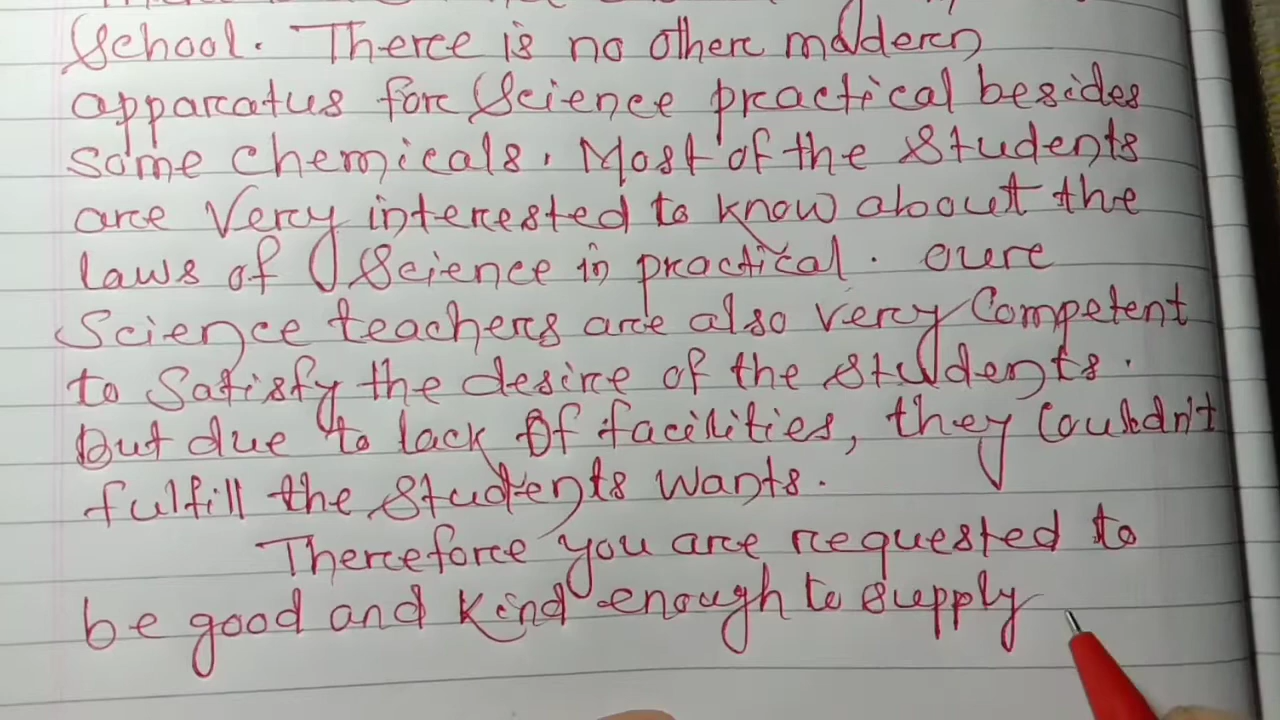 School. There is no other modern
apparatus for Science practical besides
some chemicals. Most of the students
are very interested to know about the
laws of Science in practical. our
Science teachers are also very Competent
to Satisfy the desire of the students.
but due to lack of facilities, they Couldn't
fulfill the students wants.
Therefore you are requested to
be good and kind enough to supply